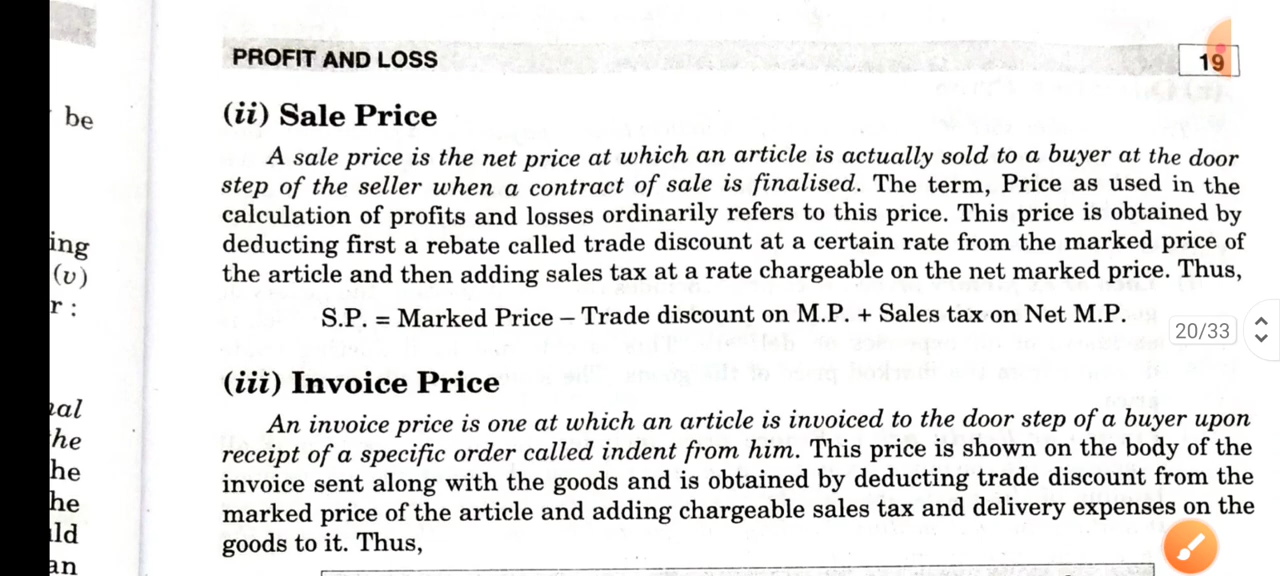 PROFIT AND LOSS
19
(ii) Sale Price
A sale price is the net price at which an article is actually sold to a buyer at the door
step of the seller when a contract of sale is finalised. The term, Price as used in the
calculation of profits and losses ordinarily refers to this price. This price is obtained by
deducting first a rebate called trade discount at a certain rate from the marked price of
the article and then adding sales tax at a rate chargeable on the net marked price. Thus,
S.P. = Marked Price – Trade discount on M.P. + Sales tax on Net M.P.
20/33
(iii) Invoice Price
An invoice price is one at which an article is invoiced to the door step of a buyer upon
receipt of a specific order called indent from him. This price is shown on the body of the
invoice sent along with the goods and is obtained by deducting trade discount from the
marked price of the article and adding chargeable sales tax and delivery expenses on the
goods to it. Thus,
be
ing
(v)
r :
he
he
he
an